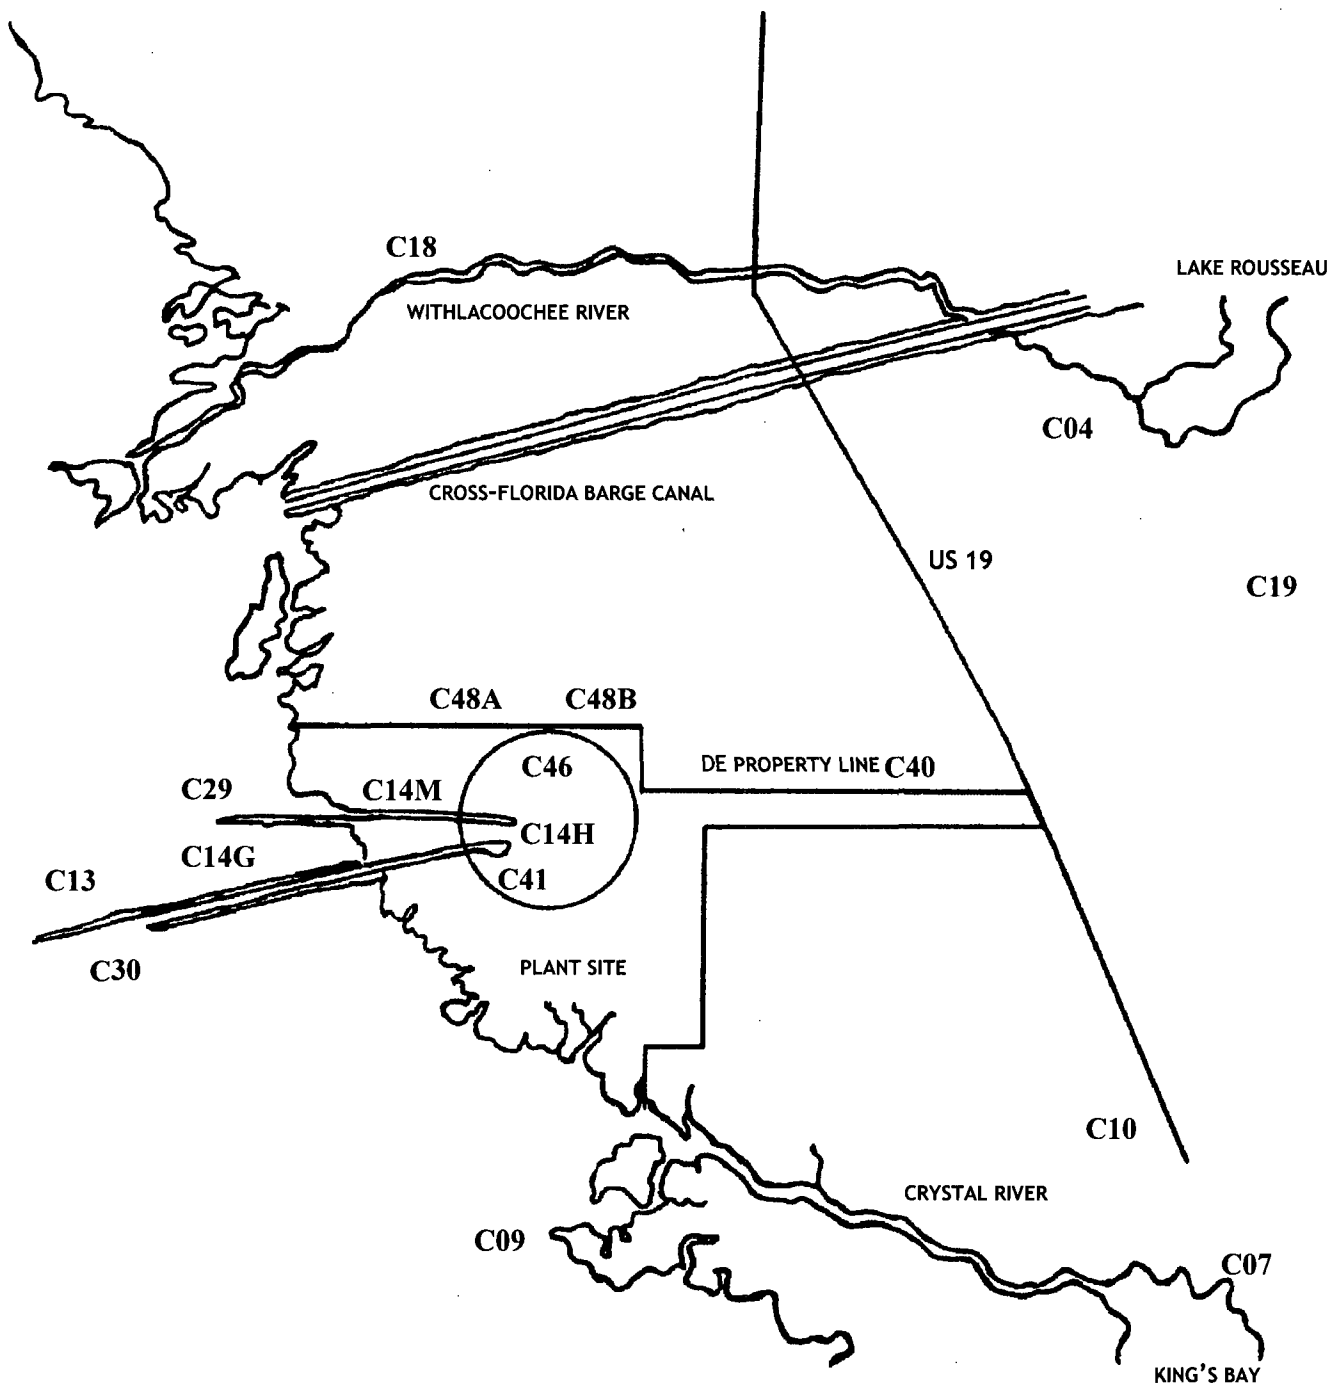 C18
LAKE ROUSSEAU
WITHLACOOCHEE RIVER
C04
CROSS-FLORIDA BARGE CANAL
US 19
C19
C48A
C48B
C46
DE PROPERTY LINE C40
C29
C14M
C14H
C14G
C13
C41
C30
PLANT SITE
C10
CRYSTAL RIVER
C09
C07
KING'S BAY